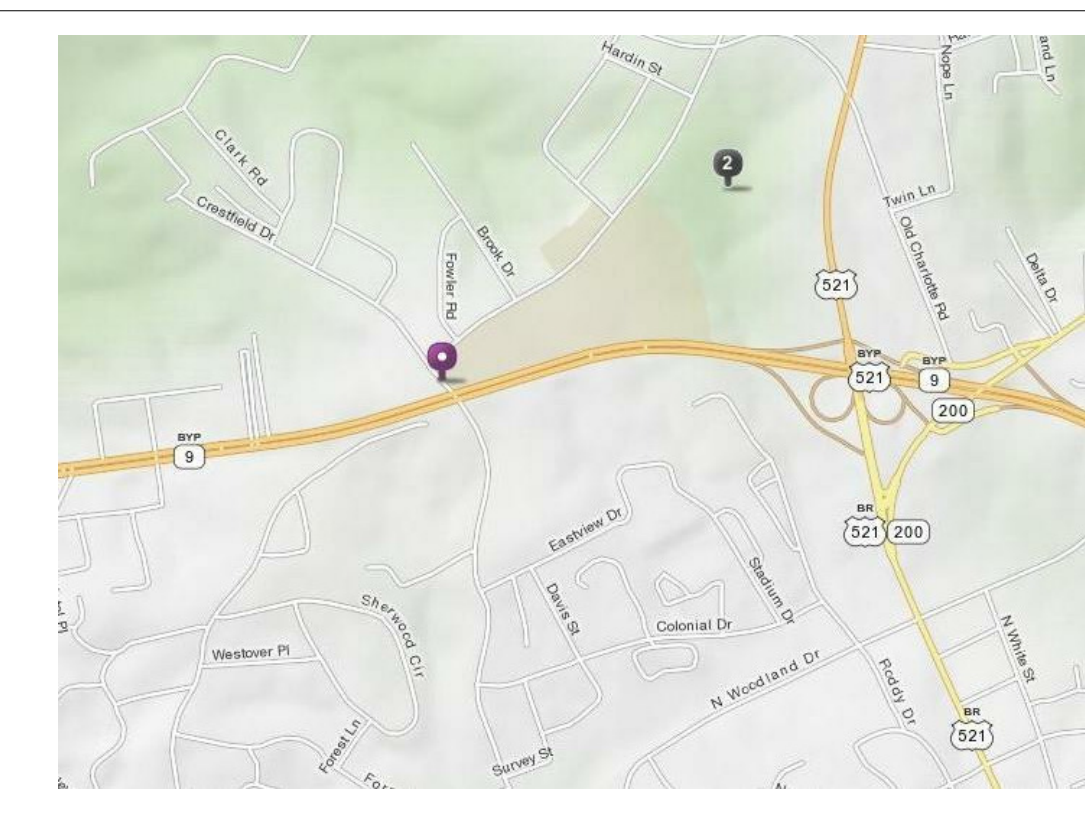 Hardin St
Nope Ln
and Ln
2
Clark Rd
Twin Ln
Crestfield Dr
Brook Dr
Old Charlotte Rd
Fowler Rd
Delta Dr
521
BYP
521
BYP
9
200
BYP
9
BR
521
200
Eastview Dr
Stadium Dr
Davis St
Sherwood Cir
Colonial Dr
N White St
Westover Pl
N Woodland Dr
Roddy Dr
Forest Ln
BR
521
Survey St